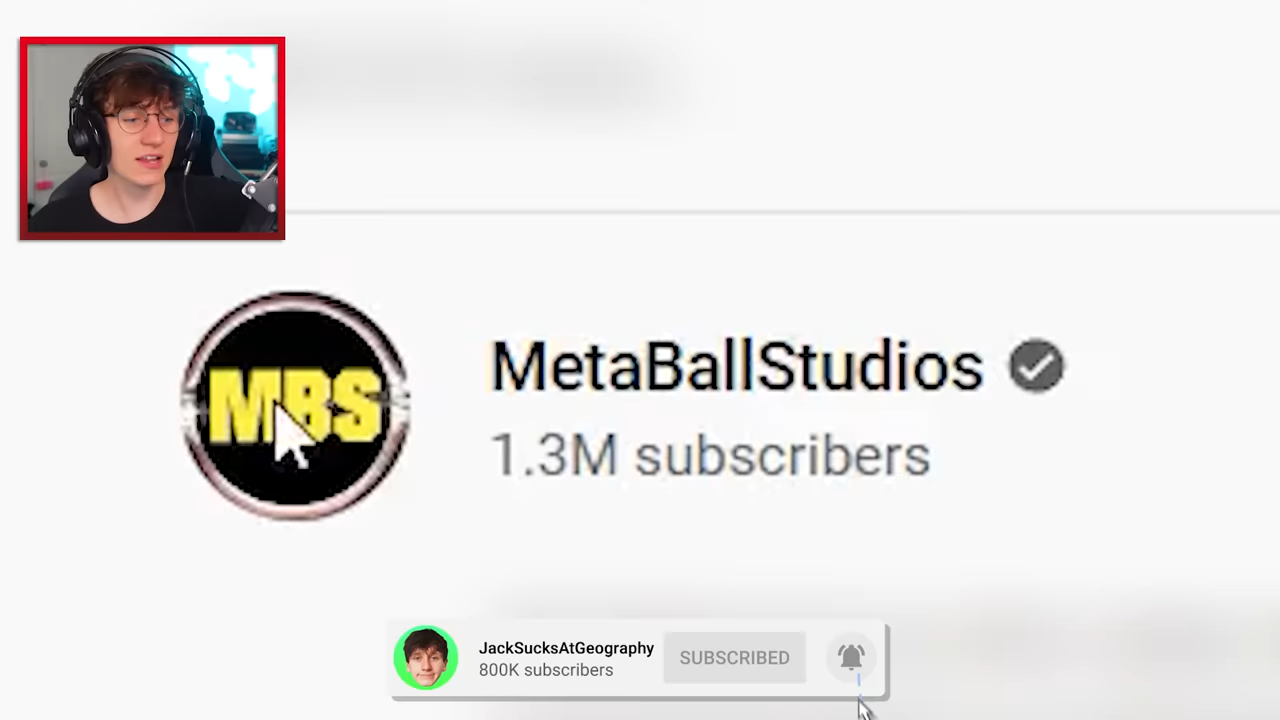 MBS
MetaBallStudios
1.3M subscribers
JackSucksAtGeography
800K subscribers
SUBSCRIBED